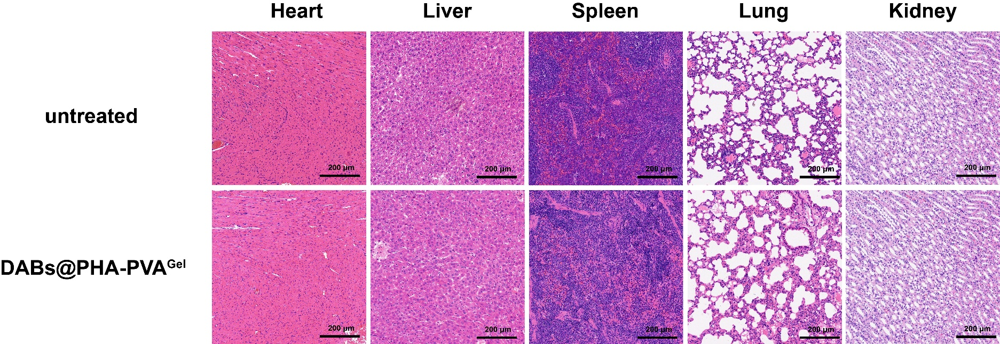 Heart Liver Spleen Lung Kidney
untreated
200 µm 200 µm 200 µm 200 µm 200 µm
DABs@PHA-PVAGel
200 µm 200 µm 200 µm 200 µm 200 µm